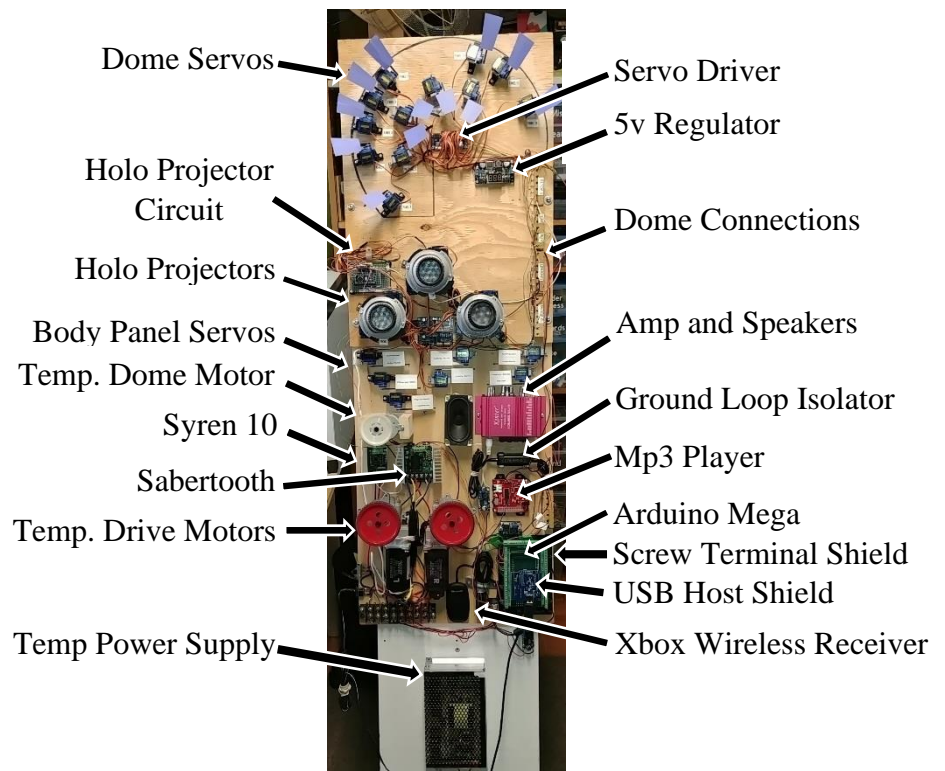 Dome Servos
Servo Driver
5v Regulator
Holo Projector
Circuit
Dome Connections
Holo Projectors
Body Panel Servos
Amp and Speakers
Temp. Dome Motor
Ground Loop Isolator
Syren 10
Mp3 Player
Sabertooth
Arduino Mega
Temp. Drive Motors
Screw Terminal Shield
USB Host Shield
Temp Power Supply
Xbox Wireless Receiver